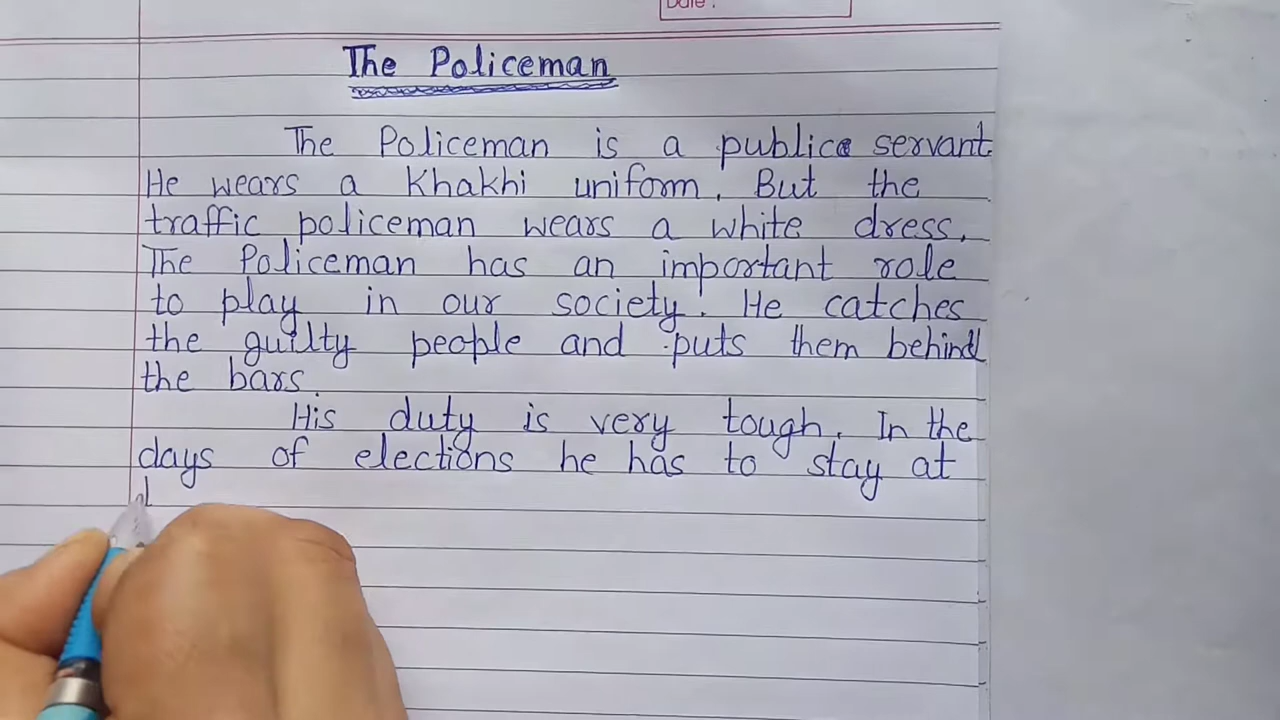 Date :
The Policeman
The Policeman is a public servant.
He wears a Khakhi uniform. But the
traffic policeman wears a white dress.
The Policeman has an important role
to play in our society. He catches
the guilty people and puts them behind
the bars.
His duty is very tough. In the
days of elections he has to stay at
d